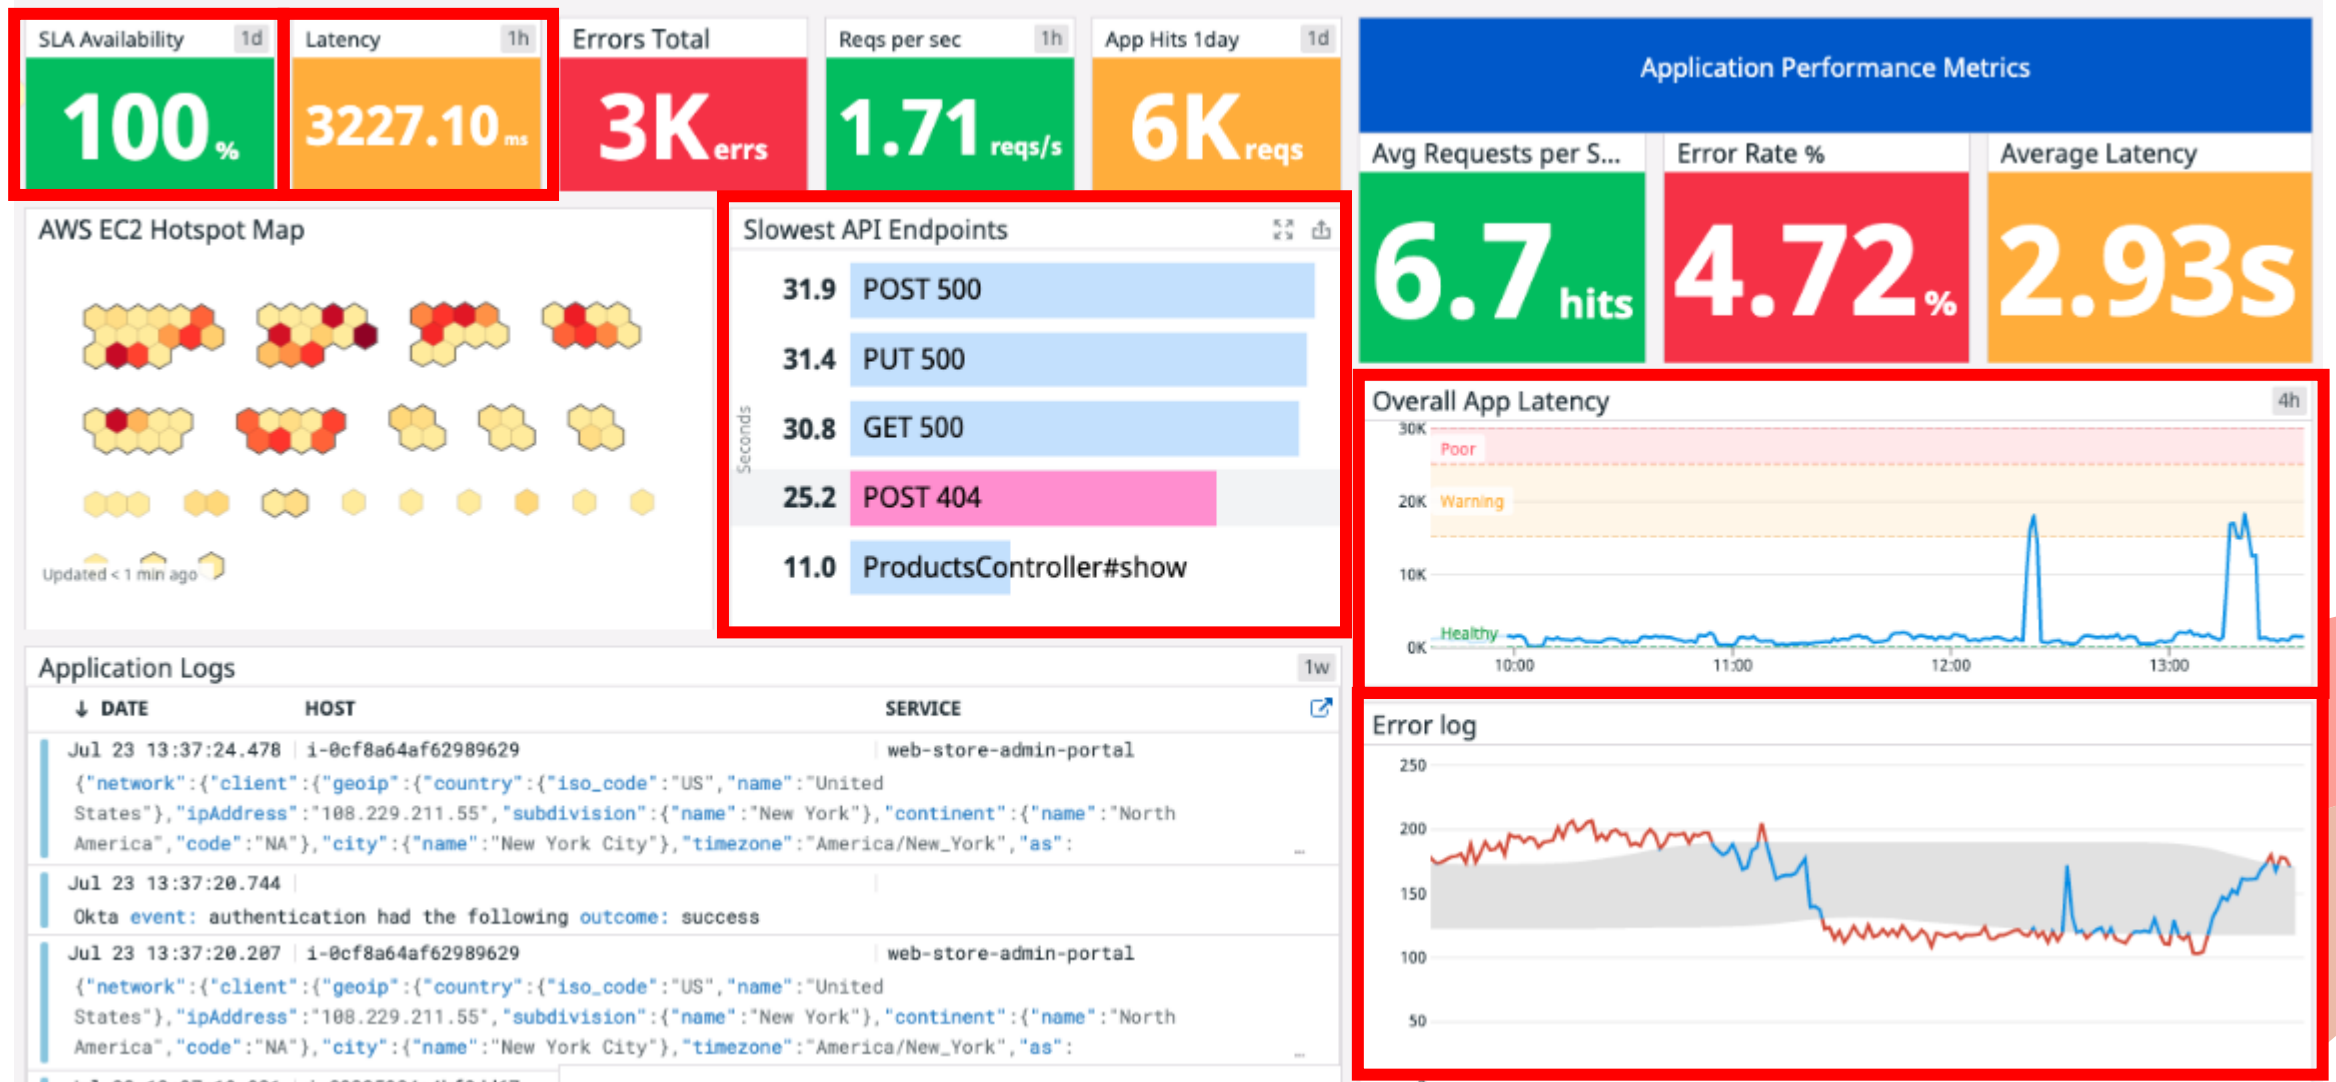 SLA Availability 1d
100 %
Latency 1h
3227.10 ms
Errors Total
3K errs
Reqs per sec 1h
1.71 reqs/s
App Hits 1day 1d
6K reqs
Application Performance Metrics
Avg Requests per S...
6.7 hits
Error Rate %
4.72 %
Average Latency
2.93s
AWS EC2 Hotspot Map
Updated < 1 min ago
Slowest API Endpoints
Seconds
31.9 POST 500
31.4 PUT 500
30.8 GET 500
25.2 POST 404
11.0 ProductsController#show
Overall App Latency 4h
30K
Poor
20K Warning
10K
Healthy
0K
10:00 11:00 12:00 13:00
Application Logs 1w
↓ DATE HOST SERVICE
Jul 23 13:37:24.478 i-0cf8a64af62989629 web-store-admin-portal
{"network":{"client":{"geoip":{"country":{"iso_code":"US","name":"United
States"},"ipAddress":"108.229.211.55","subdivision":{"name":"New York"},"continent":{"name":"North
America","code":"NA"},"city":{"name":"New York City"},"timezone":"America/New_York","as": …
Jul 23 13:37:20.744
Okta event: authentication had the following outcome: success
Jul 23 13:37:20.207 i-0cf8a64af62989629 web-store-admin-portal
{"network":{"client":{"geoip":{"country":{"iso_code":"US","name":"United
States"},"ipAddress":"108.229.211.55","subdivision":{"name":"New York"},"continent":{"name":"North
America","code":"NA"},"city":{"name":"New York City"},"timezone":"America/New_York","as": …
Error log
250
200
150
100
50